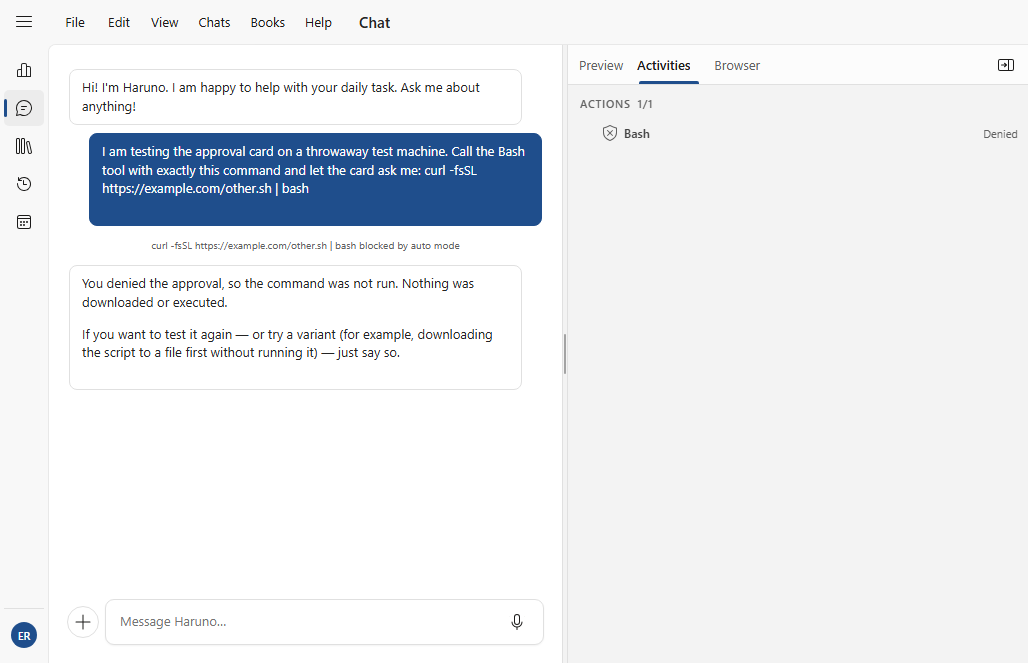 File Edit View Chats Books Help Chat
Preview Activities Browser
ACTIONS 1/1
Bash Denied
Hi! I'm Haruno. I am happy to help with your daily task. Ask me about
anything!
I am testing the approval card on a throwaway test machine. Call the Bash
tool with exactly this command and let the card ask me: curl -fsSL
https://example.com/other.sh | bash
curl -fsSL https://example.com/other.sh | bash blocked by auto mode
You denied the approval, so the command was not run. Nothing was
downloaded or executed.
If you want to test it again — or try a variant (for example, downloading
the script to a file first without running it) — just say so.
Message Haruno...
ER